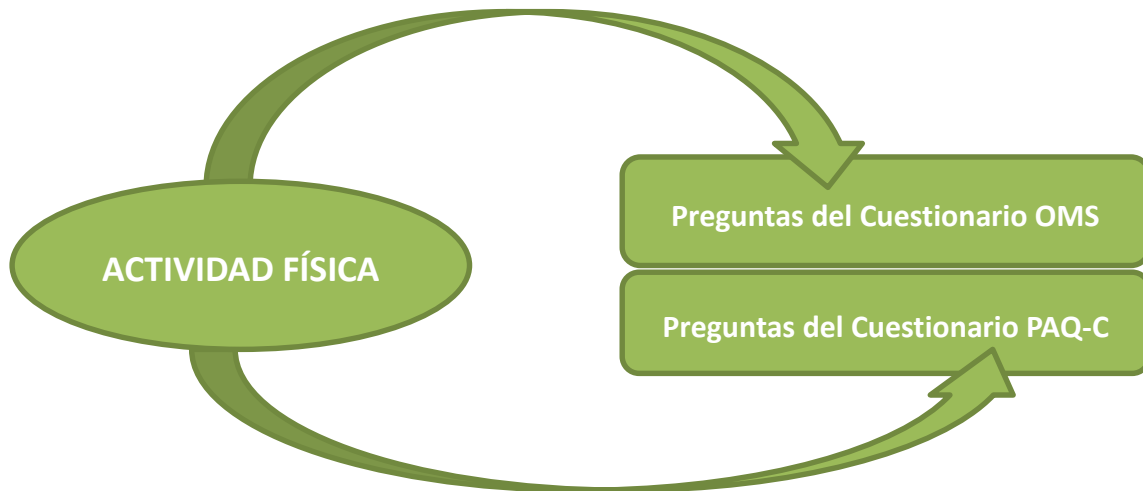 Preguntas del Cuestionario OMS
ACTIVIDAD FÍSICA
Preguntas del Cuestionario PAQ-C